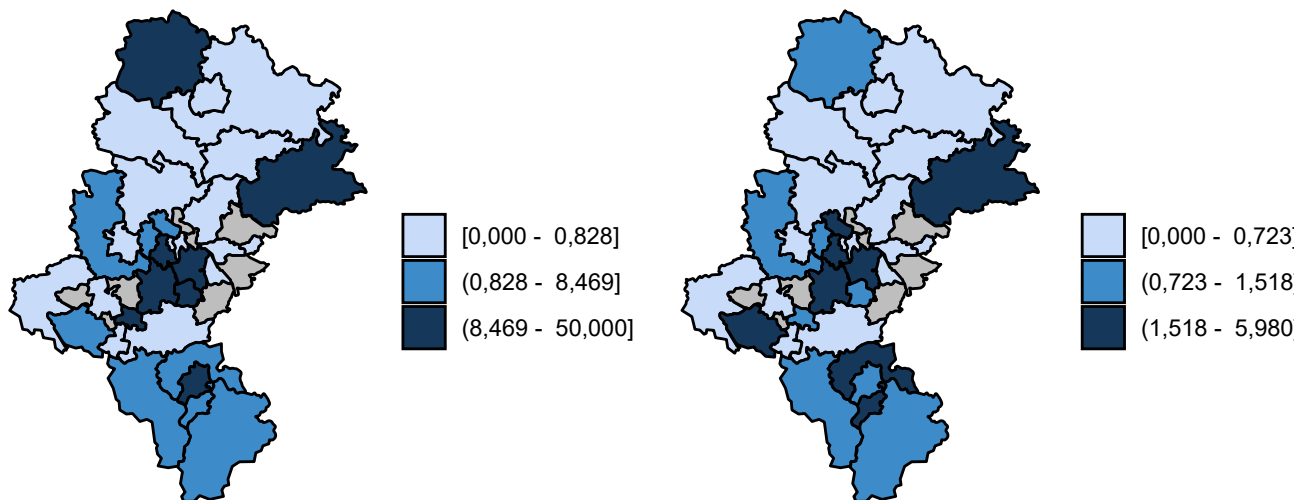 [0,000 - 0,828]
(0,828 - 8,469]
(8,469 - 50,000]
[0,000 - 0,723]
(0,723 - 1,518]
(1,518 - 5,980]